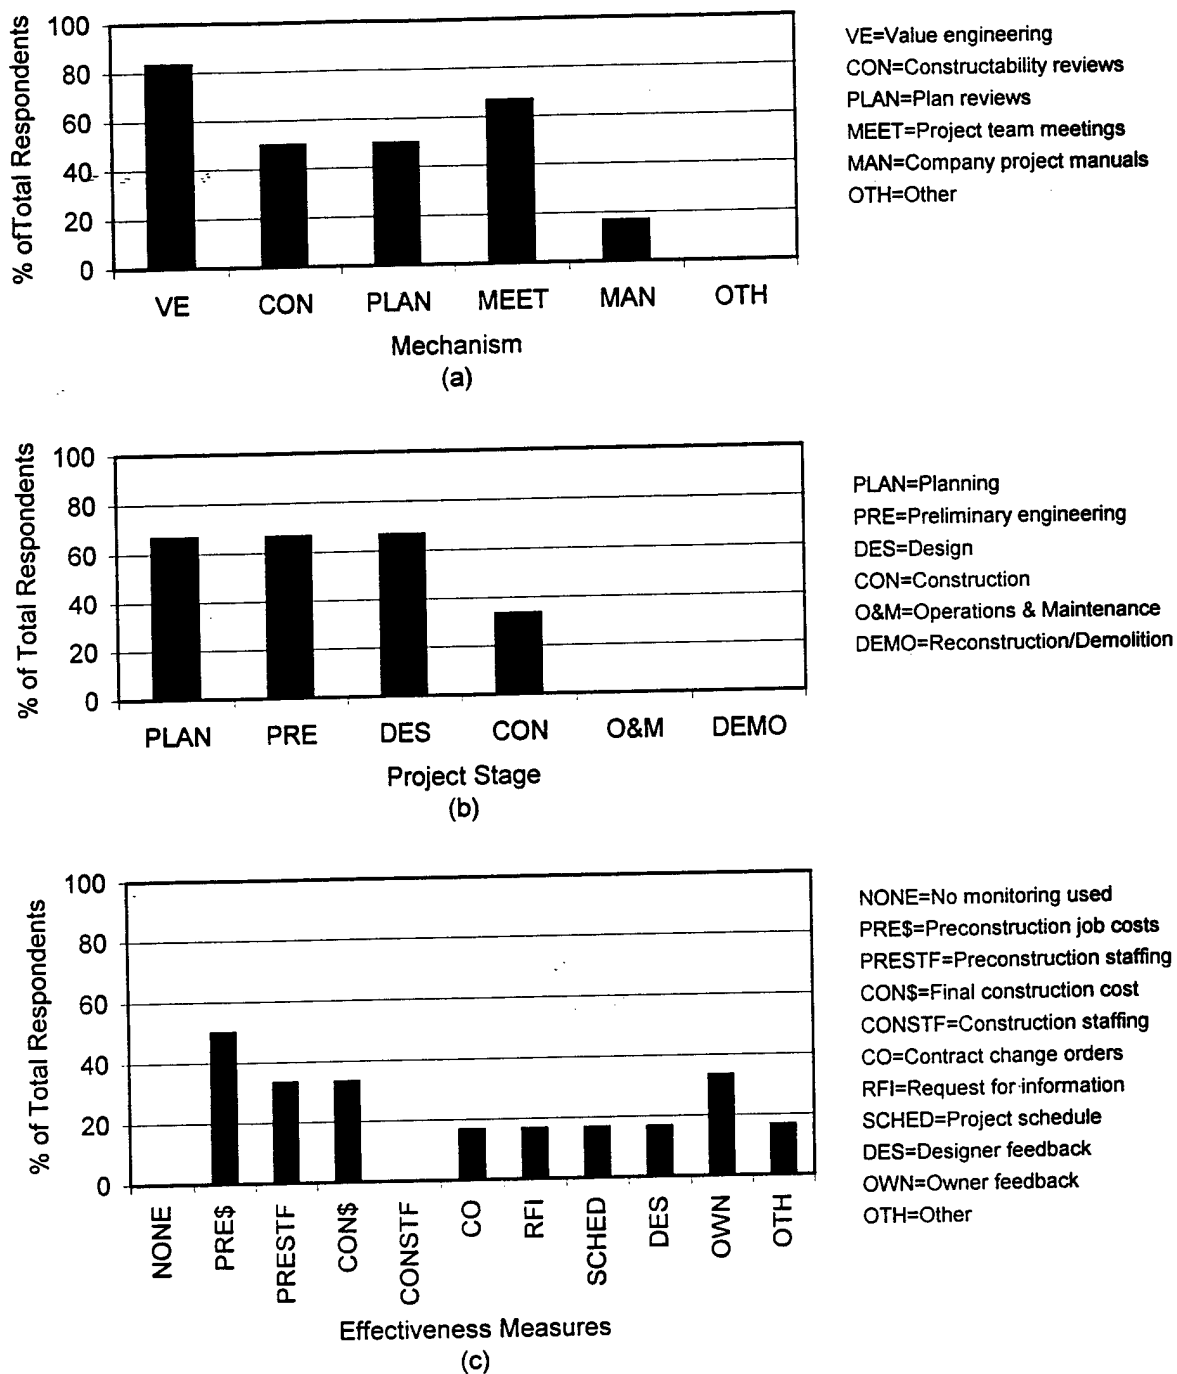 % ofTotal Respondents
100
80
60
40
20
0
VE CON PLAN MEET MAN OTH
Mechanism
(a)
VE=Value engineering
CON=Constructability reviews
PLAN=Plan reviews
MEET=Project team meetings
MAN=Company project manuals
OTH=Other
% of Total Respondents
100
80
60
40
20
0
PLAN PRE DES CON O&M DEMO
Project Stage
(b)
PLAN=Planning
PRE=Preliminary engineering
DES=Design
CON=Construction
O&M=Operations & Maintenance
DEMO=Reconstruction/Demolition
% of Total Respondents
100
80
60
40
20
0
NONE PRE$ PRESTF CON$ CONSTF CO RFI SCHED DES OWN OTH
Effectiveness Measures
(c)
NONE=No monitoring used
PRE$=Preconstruction job costs
PRESTF=Preconstruction staffing
CON$=Final construction cost
CONSTF=Construction staffing
CO=Contract change orders
RFI=Request for information
SCHED=Project schedule
DES=Designer feedback
OWN=Owner feedback
OTH=Other